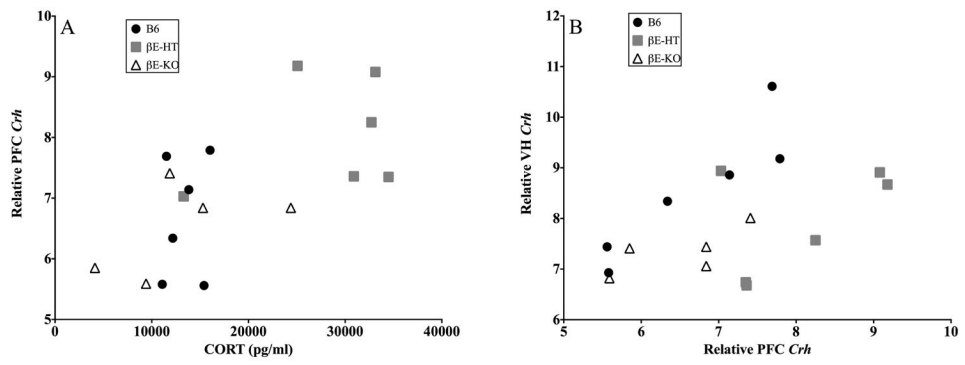 A
B6
βE-HT
βE-KO
10
9
8
7
6
5
Relative PFC Crh
0
10000
20000
30000
40000
CORT (pg/ml)
B
B6
βE-HT
βE-KO
12
11
10
9
8
7
6
Relative VH Crh
5
6
7
8
9
10
Relative PFC Crh